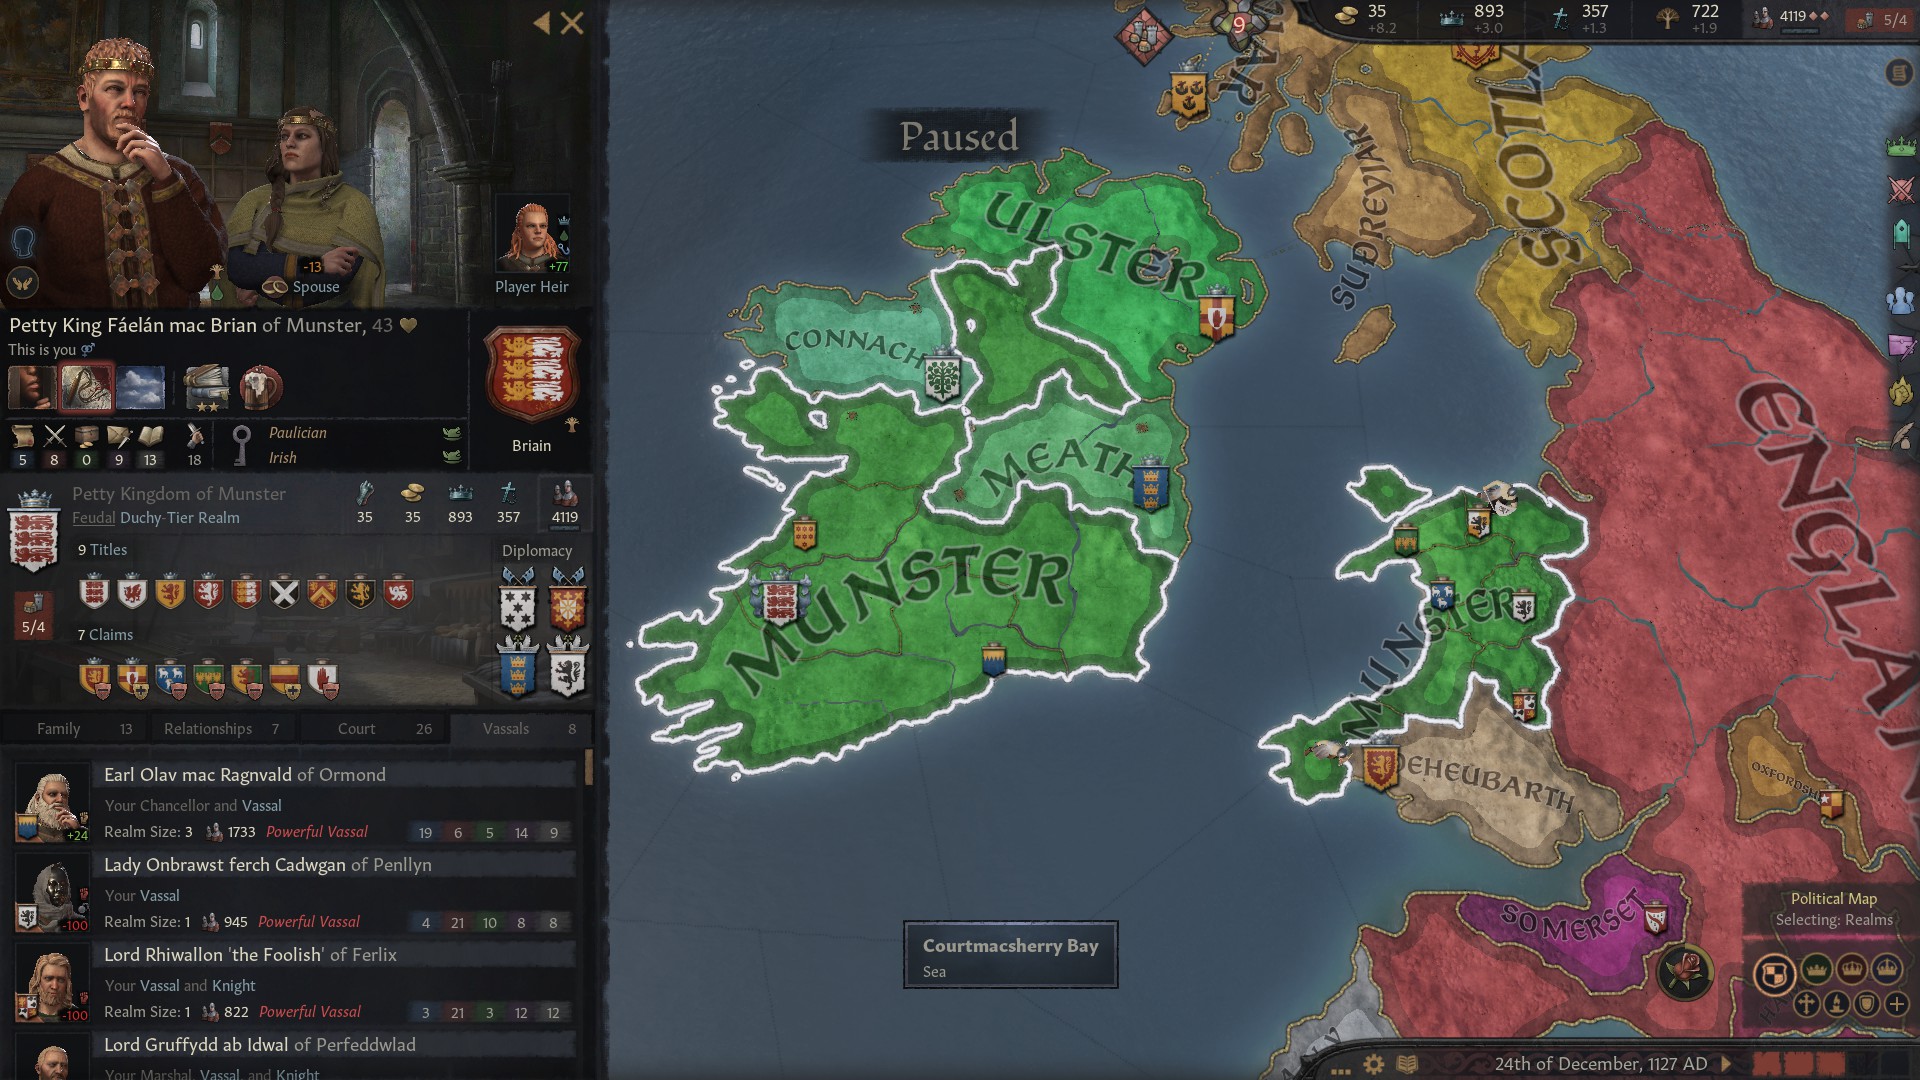 35
+8.2
893
+3.0
357
+1.3
722
+1.9
4119
5/4
9
Paused
-13
Spouse
+77
Player Heir
Petty King Fáelán mac Brian of Munster, 43
This is you
Briain
5 8 0 9 13 18
Paulician
Irish
Petty Kingdom of Munster
Feudal Duchy-Tier Realm
35 35 893 357 4119
9 Titles
Diplomacy
5/4
7 Claims
Family 13
Relationships 7
Court 26
Vassals 8
Earl Olav mac Ragnvald of Ormond
Your Chancellor and Vassal
+24
Realm Size: 3 1733 Powerful Vassal 19 6 5 14 9
Lady Onbrawst ferch Cadwgan of Penllyn
Your Vassal
-100
Realm Size: 1 945 Powerful Vassal 4 21 10 8 8
Lord Rhiwallon 'the Foolish' of Ferlix
Your Vassal and Knight
-100
Realm Size: 1 822 Powerful Vassal 3 21 3 12 12
Lord Gruffydd ab Idwal of Perfeddwlad
Your Marshal, Vassal, and Knight
ULSTER
CONNACH
MEATH
MUNSTER
MUNSTER
SUÐREYJAR
SCOTLA
ENGLA
DEHEUBARTH
OXFORDSH
SOMERSET
Courtmacsherry Bay
Sea
Political Map
Selecting: Realms
24th of December, 1127 AD